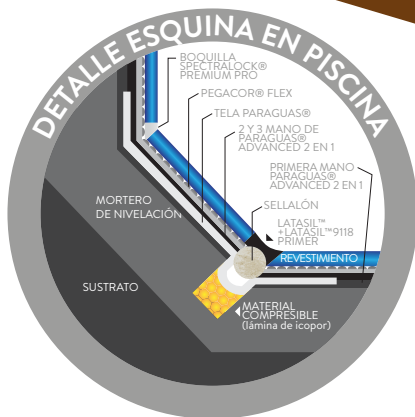 DETALLE ESQUINA EN PISCINA
BOQUILLA
SPECTRALOCK®
PREMIUM PRO
PEGACOR® FLEX
TELA PARAGUAS®
2 Y 3 MANO DE
PARAGUAS®
ADVANCED 2 EN 1
PRIMERA MANO
PARAGUAS®
ADVANCED 2 EN 1
MORTERO
DE NIVELACIÓN
SELLALÓN
LATASIL™
+LATASIL™9118
PRIMER
REVESTIMIENTO
SUSTRATO
MATERIAL
COMPRESIBLE
(lámina de icopor)